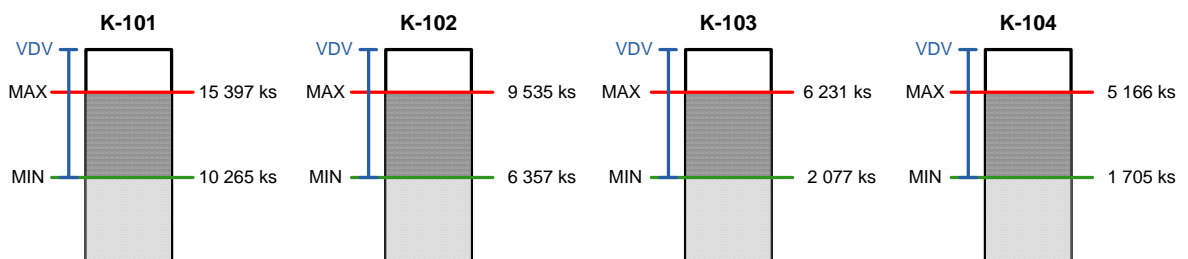 K-101
VDV
MAX
15 397 ks
MIN
10 265 ks
K-102
VDV
MAX
9 535 ks
MIN
6 357 ks
K-103
VDV
MAX
6 231 ks
MIN
2 077 ks
K-104
VDV
MAX
5 166 ks
MIN
1 705 ks